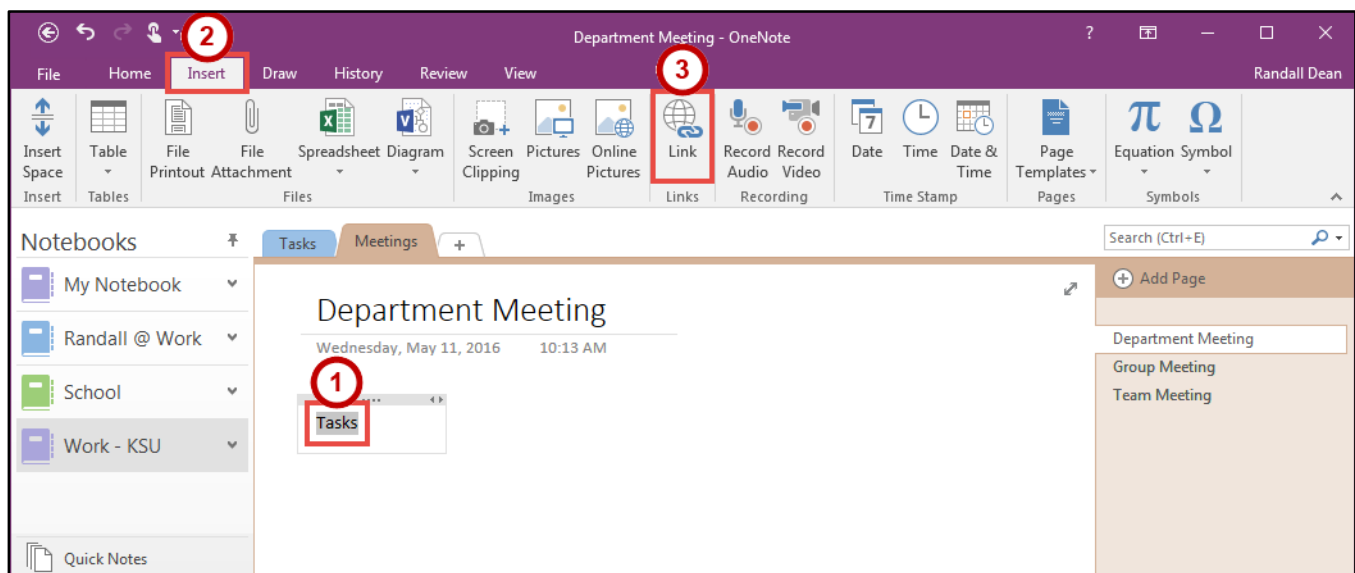 2
Department Meeting - OneNote
?
File Home Insert Draw History Review View
3
Randall Dean
Insert Space
Table
File Printout
File Attachment
Spreadsheet
Diagram
Screen Clipping
Pictures
Online Pictures
Link
Record Audio
Record Video
7
Date
Time
Date & Time
Page Templates
π
Equation
Ω
Symbol
Insert Tables Files Images Links Recording Time Stamp Pages Symbols
Notebooks
Tasks Meetings +
Search (Ctrl+E)
My Notebook
Randall @ Work
School
Work - KSU
Quick Notes
Department Meeting
Wednesday, May 11, 2016 10:13 AM
1
Tasks
Add Page
Department Meeting
Group Meeting
Team Meeting